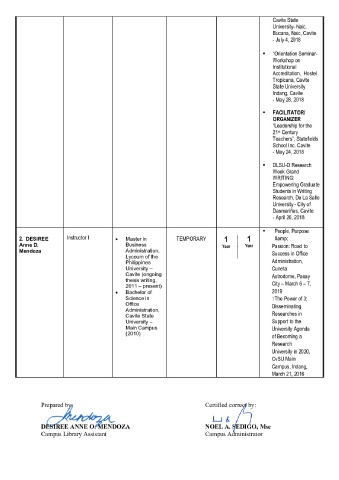 Cavite State
University- Naic,
Bucana, Naic, Cavite
- July 4, 2018
• "Orientation Seminar-
Workshop on
Institutional
Accreditation, Hostel
Tropicana, Cavite
State University
Indang, Cavite
- May 28, 2018
• FACILITATOR/
ORGANIZER
"Leadership for the
21st Century
Teachers", Statefields
School Inc. Cavite
- May 24, 2018
• DLSU-D Research
Week Grand
WRITING:
Empowering Graduate
Students in Writing
Research, De La Salle
University - City of
Dasmariñas, Cavite
- April 20, 2018
2. DESIREE
Anne D.
Mendoza
Instructor I
• Master in
Business
Administration,
Lyceum of the
Philippines
University –
Cavite (ongoing
thesis writing,
2011 – present)
• Bachelor of
Science in
Office
Administration,
Cavite State
University –
Main Campus
(2010)
TEMPORARY
1
Year
1
Year
• People, Purpose
&amp;
Passion: Road to
Success in Office
Administration,
Cuneta
Astrodome, Pasay
City – March 6 – 7,
2019
The Power of 3:
Disseminating
Researches in
Support to the
University Agenda
of Becoming a
Research
University in 2020,
CvSU Main
Campus, Indang,
March 21, 2016
Prepared by:
DESIREE ANNE O. MENDOZA
Campus Library Assistant
Certified correct by:
NOEL A. SEDIGO, Msc
Campus Administrator